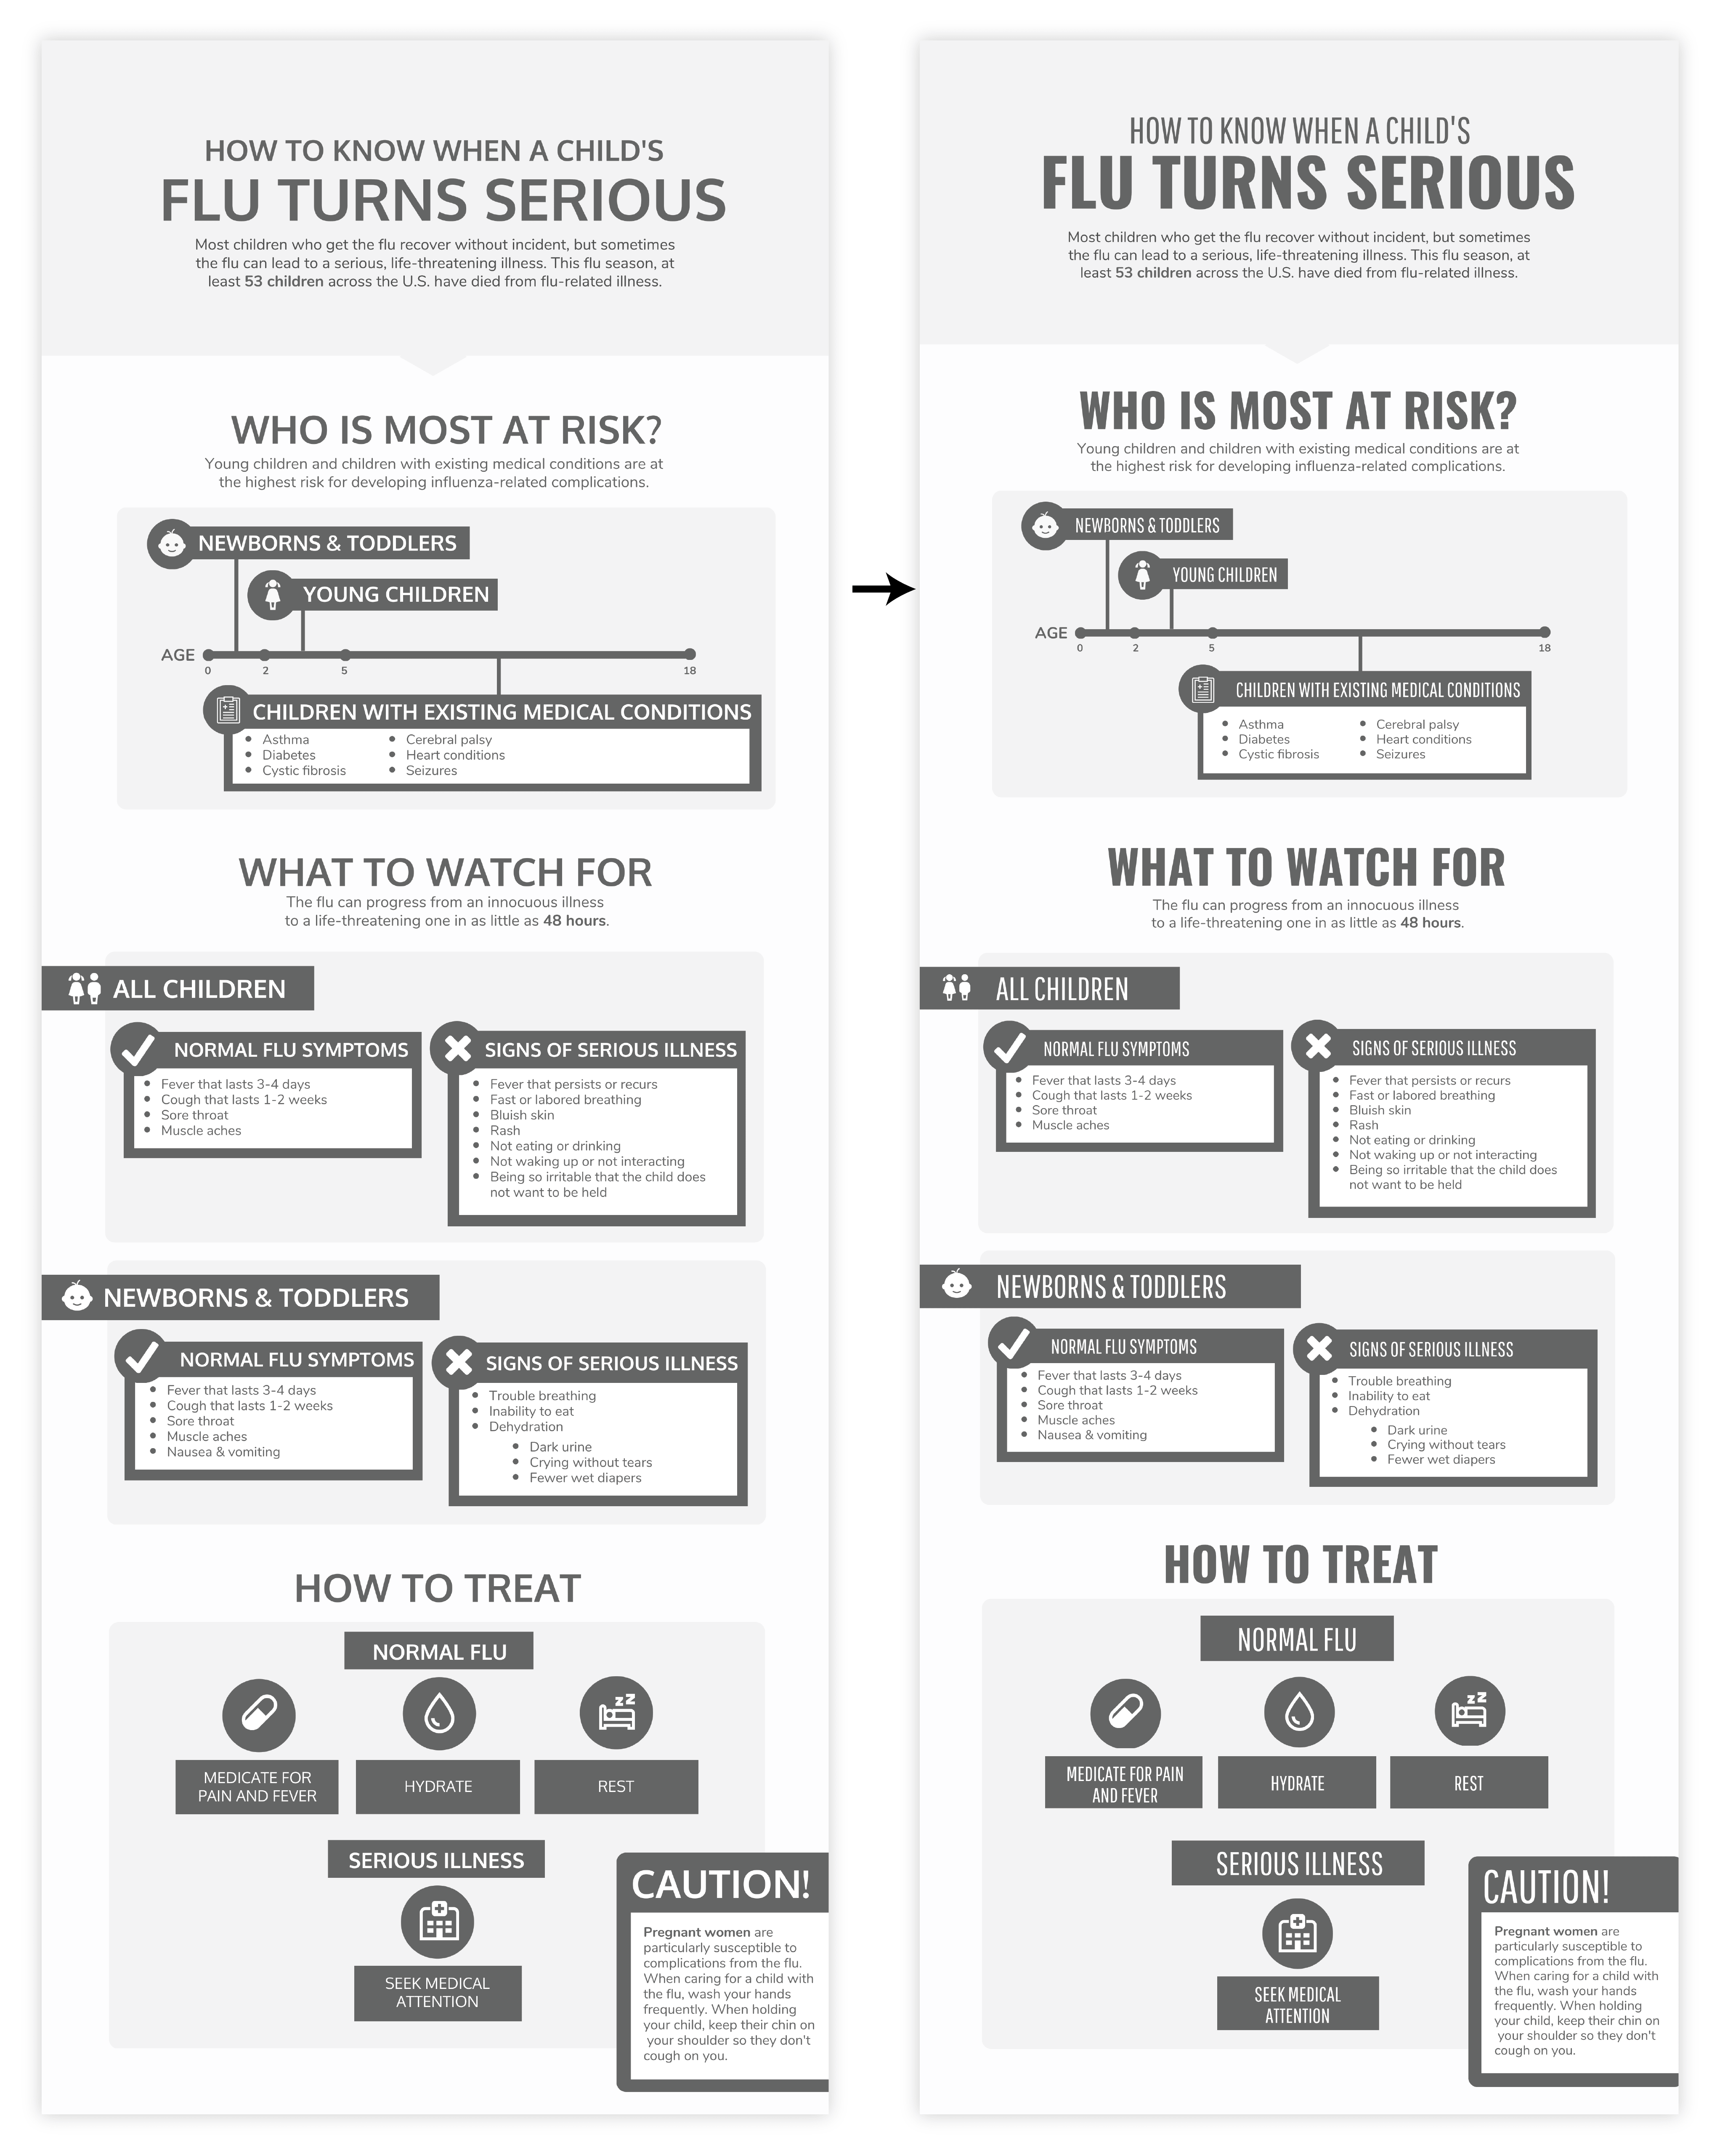 HOW TO KNOW WHEN A CHILD'S
FLU TURNS SERIOUS
Most children who get the flu recover without incident, but sometimes
the flu can lead to a serious, life-threatening illness. This flu season, at
least 53 children across the U.S. have died from flu-related illness.
WHO IS MOST AT RISK?
Young children and children with existing medical conditions are at
the highest risk for developing influenza-related complications.
NEWBORNS & TODDLERS
YOUNG CHILDREN
AGE
0 2 5 18
CHILDREN WITH EXISTING MEDICAL CONDITIONS
• Asthma
• Diabetes
• Cystic fibrosis
• Cerebral palsy
• Heart conditions
• Seizures
WHAT TO WATCH FOR
The flu can progress from an innocuous illness
to a life-threatening one in as little as 48 hours.
ALL CHILDREN
NORMAL FLU SYMPTOMS
• Fever that lasts 3-4 days
• Cough that lasts 1-2 weeks
• Sore throat
• Muscle aches
SIGNS OF SERIOUS ILLNESS
• Fever that persists or recurs
• Fast or labored breathing
• Bluish skin
• Rash
• Not eating or drinking
• Not waking up or not interacting
• Being so irritable that the child does
not want to be held
NEWBORNS & TODDLERS
NORMAL FLU SYMPTOMS
• Fever that lasts 3-4 days
• Cough that lasts 1-2 weeks
• Sore throat
• Muscle aches
• Nausea & vomiting
SIGNS OF SERIOUS ILLNESS
• Trouble breathing
• Inability to eat
• Dehydration
• Dark urine
• Crying without tears
• Fewer wet diapers
HOW TO TREAT
NORMAL FLU
zz
MEDICATE FOR
PAIN AND FEVER
HYDRATE
REST
SERIOUS ILLNESS
SEEK MEDICAL
ATTENTION
CAUTION!
Pregnant women are
particularly susceptible to
complications from the flu.
When caring for a child with
the flu, wash your hands
frequently. When holding
your child, keep their chin on
your shoulder so they don't
cough on you.
HOW TO KNOW WHEN A CHILD'S
FLU TURNS SERIOUS
Most children who get the flu recover without incident, but sometimes
the flu can lead to a serious, life-threatening illness. This flu season, at
least 53 children across the U.S. have died from flu-related illness.
WHO IS MOST AT RISK?
Young children and children with existing medical conditions are at
the highest risk for developing influenza-related complications.
NEWBORNS & TODDLERS
YOUNG CHILDREN
AGE
0 2 5 18
CHILDREN WITH EXISTING MEDICAL CONDITIONS
• Asthma
• Diabetes
• Cystic fibrosis
• Cerebral palsy
• Heart conditions
• Seizures
WHAT TO WATCH FOR
The flu can progress from an innocuous illness
to a life-threatening one in as little as 48 hours.
ALL CHILDREN
NORMAL FLU SYMPTOMS
• Fever that lasts 3-4 days
• Cough that lasts 1-2 weeks
• Sore throat
• Muscle aches
SIGNS OF SERIOUS ILLNESS
• Fever that persists or recurs
• Fast or labored breathing
• Bluish skin
• Rash
• Not eating or drinking
• Not waking up or not interacting
• Being so irritable that the child does
not want to be held
NEWBORNS & TODDLERS
NORMAL FLU SYMPTOMS
• Fever that lasts 3-4 days
• Cough that lasts 1-2 weeks
• Sore throat
• Muscle aches
• Nausea & vomiting
SIGNS OF SERIOUS ILLNESS
• Trouble breathing
• Inability to eat
• Dehydration
• Dark urine
• Crying without tears
• Fewer wet diapers
HOW TO TREAT
NORMAL FLU
zz
MEDICATE FOR PAIN
AND FEVER
HYDRATE
REST
SERIOUS ILLNESS
SEEK MEDICAL
ATTENTION
CAUTION!
Pregnant women are
particularly susceptible to
complications from the flu.
When caring for a child with
the flu, wash your hands
frequently. When holding
your child, keep their chin on
your shoulder so they don't
cough on you.